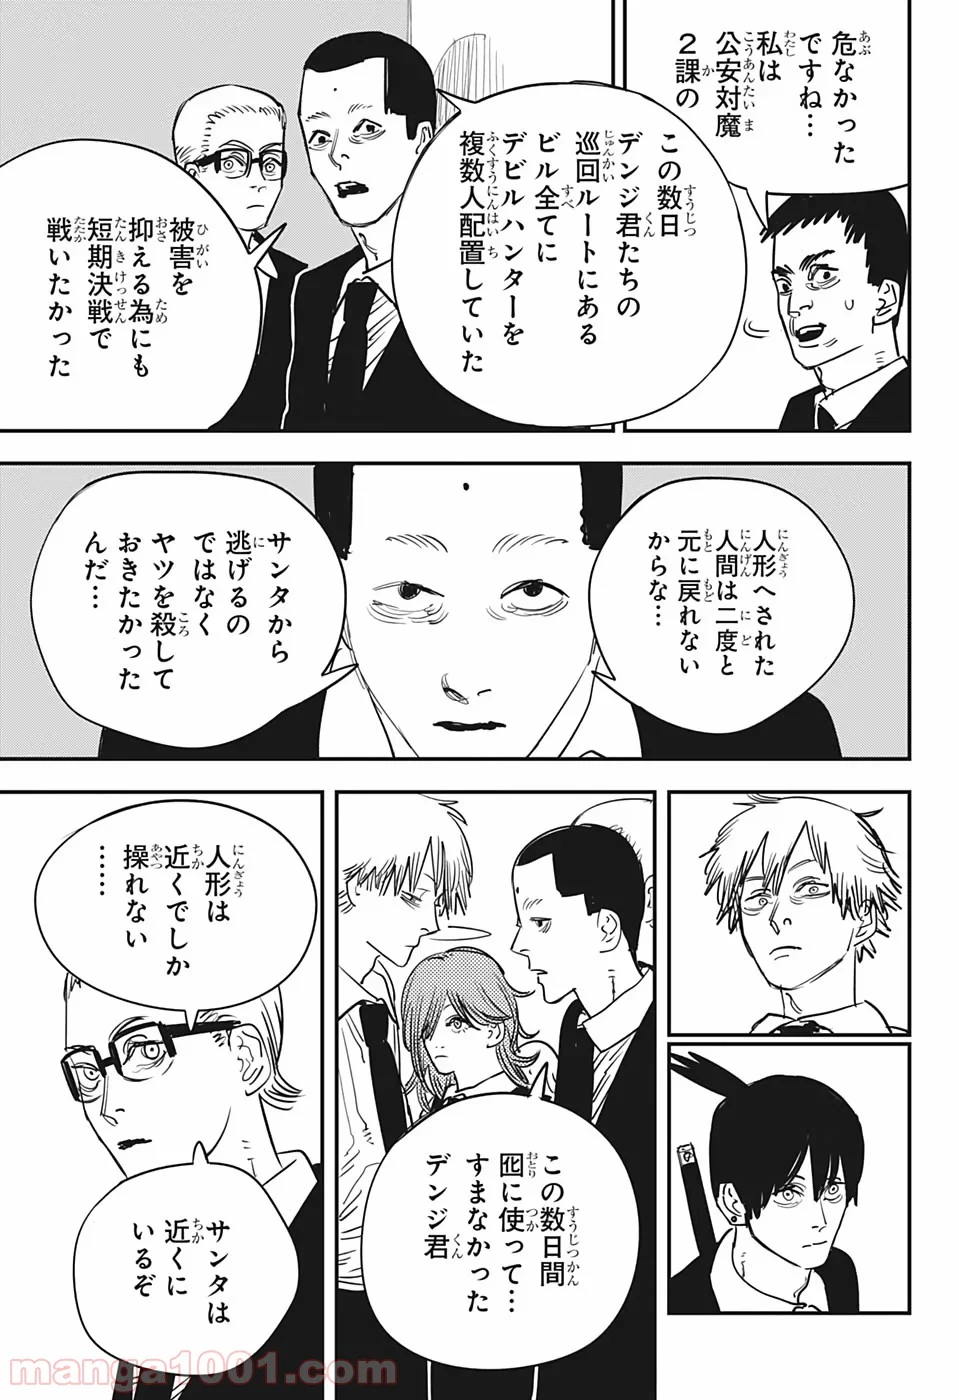 危なかった
ですね…
私は
公安対魔
2課の
この数日
デンジ君たちの
巡回ルートにある
ビル全てに
デビルハンターを
複数人配置していた
被害を
抑える為にも
短期決戦で
戦いたかった
人形へされた
人間は二度と
元に戻れない
からな…
サンタから
逃げるの
ではなく
ヤツを殺して
おきたかった
んだ…
この数日間
囮に使って…
すまなかった
デンジ君
人形は
近くでしか
操れない
……
サンタは
近くに
いるぞ
manga1001.com